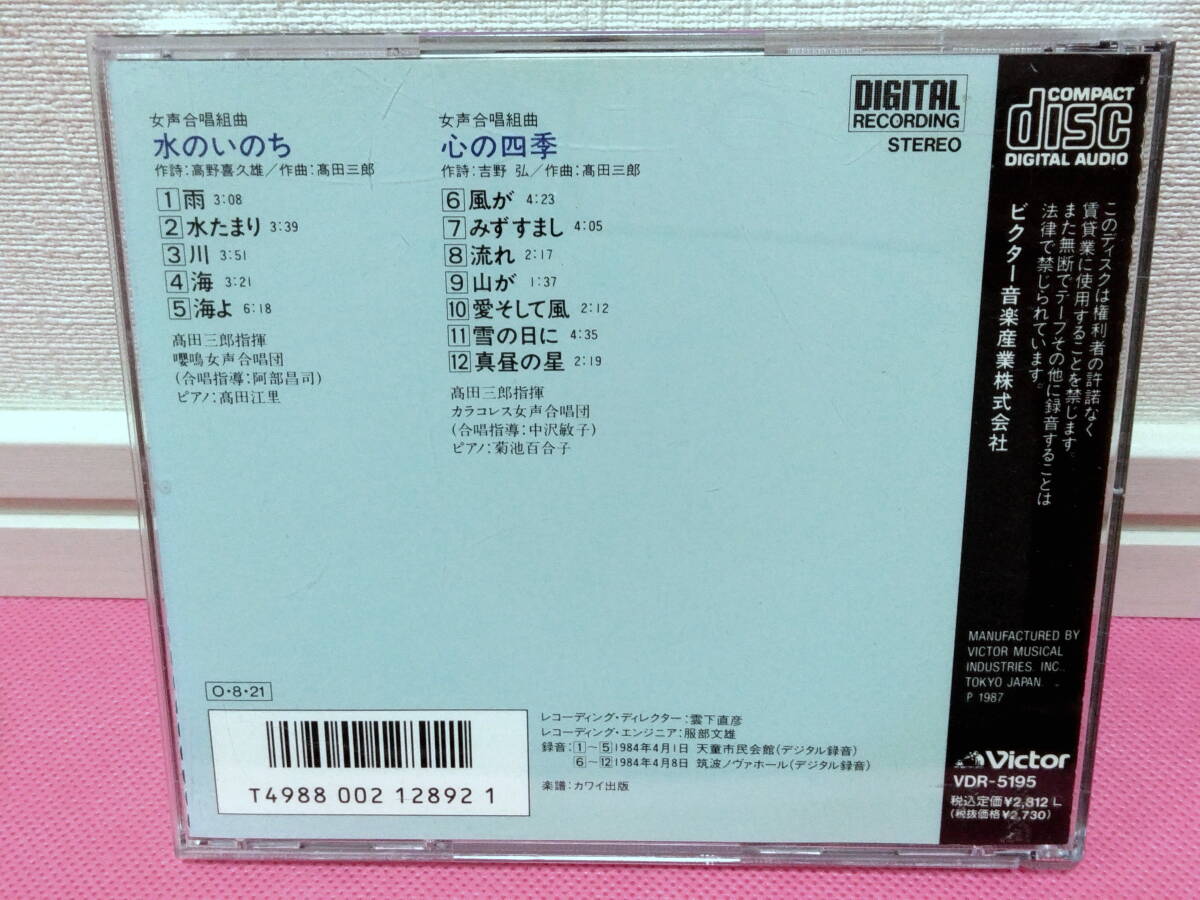 女声合唱組曲
水のいのち
作詩:高野喜久雄/作曲:髙田三郎
1 雨 3:08
2 水たまり 3:39
3 川 3:51
4 海 3:21
5 海よ 6:18
髙田三郎指揮
嚶鳴女声合唱団
(合唱指導:阿部昌司)
ピアノ:髙田江里
女声合唱組曲
心の四季
作詩:吉野 弘/作曲:髙田三郎
6 風が 4:23
7 みずすまし 4:05
8 流れ 2:17
9 山が 1:37
10 愛そして風 2:12
11 雪の日に 4:35
12 真昼の星 2:19
髙田三郎指揮
カラコレス女声合唱団
(合唱指導:中沢敏子)
ピアノ:菊池百合子
DIGITAL
RECORDING
STEREO
COMPACT
disc
DIGITAL AUDIO
このディスクは権利者の許諾なく
賃貸業に使用することを禁じます。
また無断でテープその他に録音することは
法律で禁じられています。
ビクター音楽産業株式会社
MANUFACTURED BY
VICTOR MUSICAL
INDUSTRIES. INC.
TOKYO JAPAN.
P 1987
Victor
VDR-5195
税込定価¥2,812 L
(税抜価格¥2,730)
O・8・21
T4988 002 12892 1
レコーディング・ディレクター:雲下直彦
レコーディング・エンジニア:服部文雄
録音:1〜5 1984年4月1日 天童市民会館(デジタル録音)
6〜12 1984年4月8日 筑波ノヴァホール(デジタル録音)
楽譜:カワイ出版